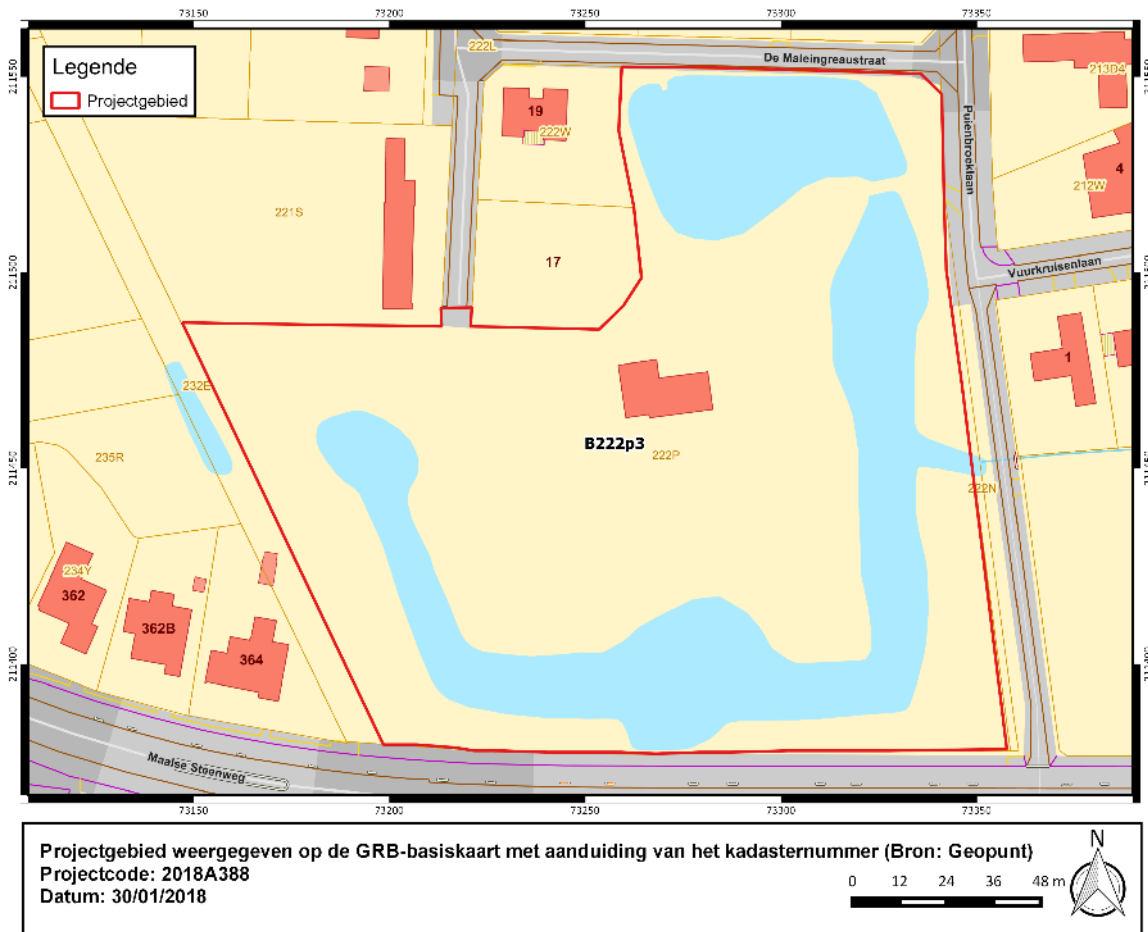 73150 73200 73250 73300 73350
Legende
Projectgebied
222L
De Maleingreaustraat
213D4
211550
19
222W
Puienbroeklaan
4
212W
221S
17
211500
Vuurkruisenlaan
232E
1
B222p3
222P
235R
211450
222N
234Y
362
362B
364
211400
Maalse Steenweg
73150 73200 73250 73300 73350
Projectgebied weergegeven op de GRB-basiskaart met aanduiding van het kadasternummer (Bron: Geopunt)
Projectcode: 2018A388
Datum: 30/01/2018
0 12 24 36 48 m
N